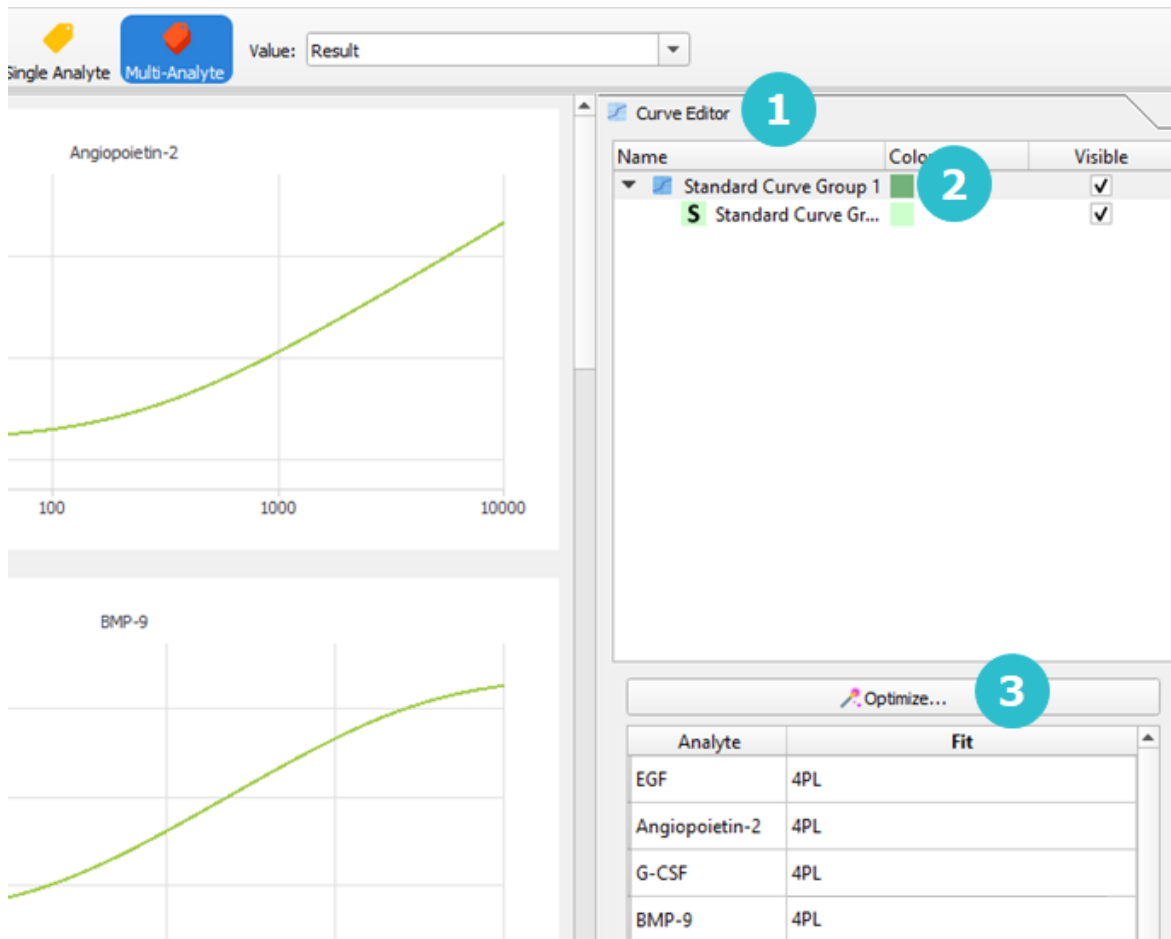 Single Analyte
Multi-Analyte
Value:
Result
Angiopoietin-2
100
1000
10000
BMP-9
Curve Editor
1
Name
Visible
2
Standard Curve Group 1
S
Standard Curve Gr...
Optimize...
3
Analyte
Fit
EGF
4PL
Angiopoietin-2
4PL
G-CSF
4PL
BMP-9
4PL